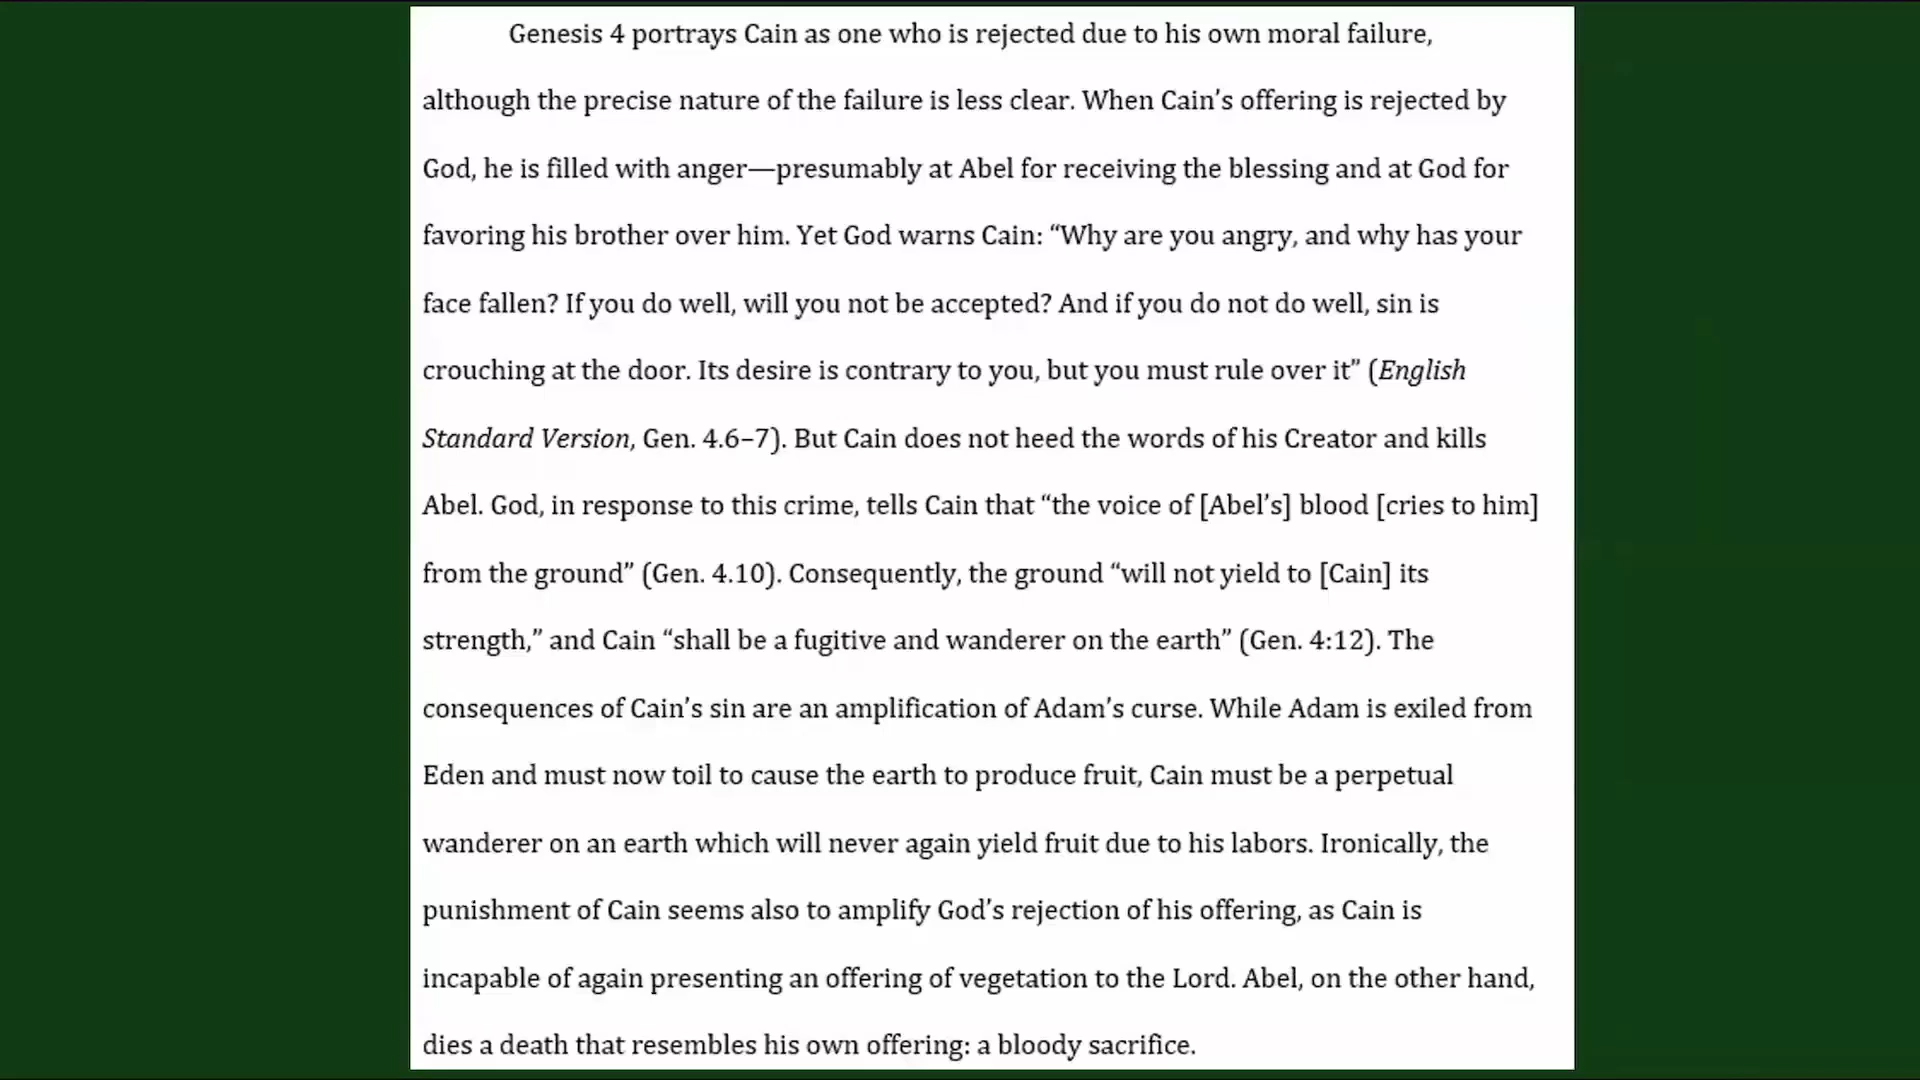 Genesis 4 portrays Cain as one who is rejected due to his own moral failure,
although the precise nature of the failure is less clear. When Cain’s offering is rejected by
God, he is filled with anger—presumably at Abel for receiving the blessing and at God for
favoring his brother over him. Yet God warns Cain: “Why are you angry, and why has your
face fallen? If you do well, will you not be accepted? And if you do not do well, sin is
crouching at the door. Its desire is contrary to you, but you must rule over it” (English
Standard Version, Gen. 4.6–7). But Cain does not heed the words of his Creator and kills
Abel. God, in response to this crime, tells Cain that “the voice of [Abel’s] blood [cries to him]
from the ground” (Gen. 4.10). Consequently, the ground “will not yield to [Cain] its
strength,” and Cain “shall be a fugitive and wanderer on the earth” (Gen. 4:12). The
consequences of Cain’s sin are an amplification of Adam’s curse. While Adam is exiled from
Eden and must now toil to cause the earth to produce fruit, Cain must be a perpetual
wanderer on an earth which will never again yield fruit due to his labors. Ironically, the
punishment of Cain seems also to amplify God’s rejection of his offering, as Cain is
incapable of again presenting an offering of vegetation to the Lord. Abel, on the other hand,
dies a death that resembles his own offering: a bloody sacrifice.